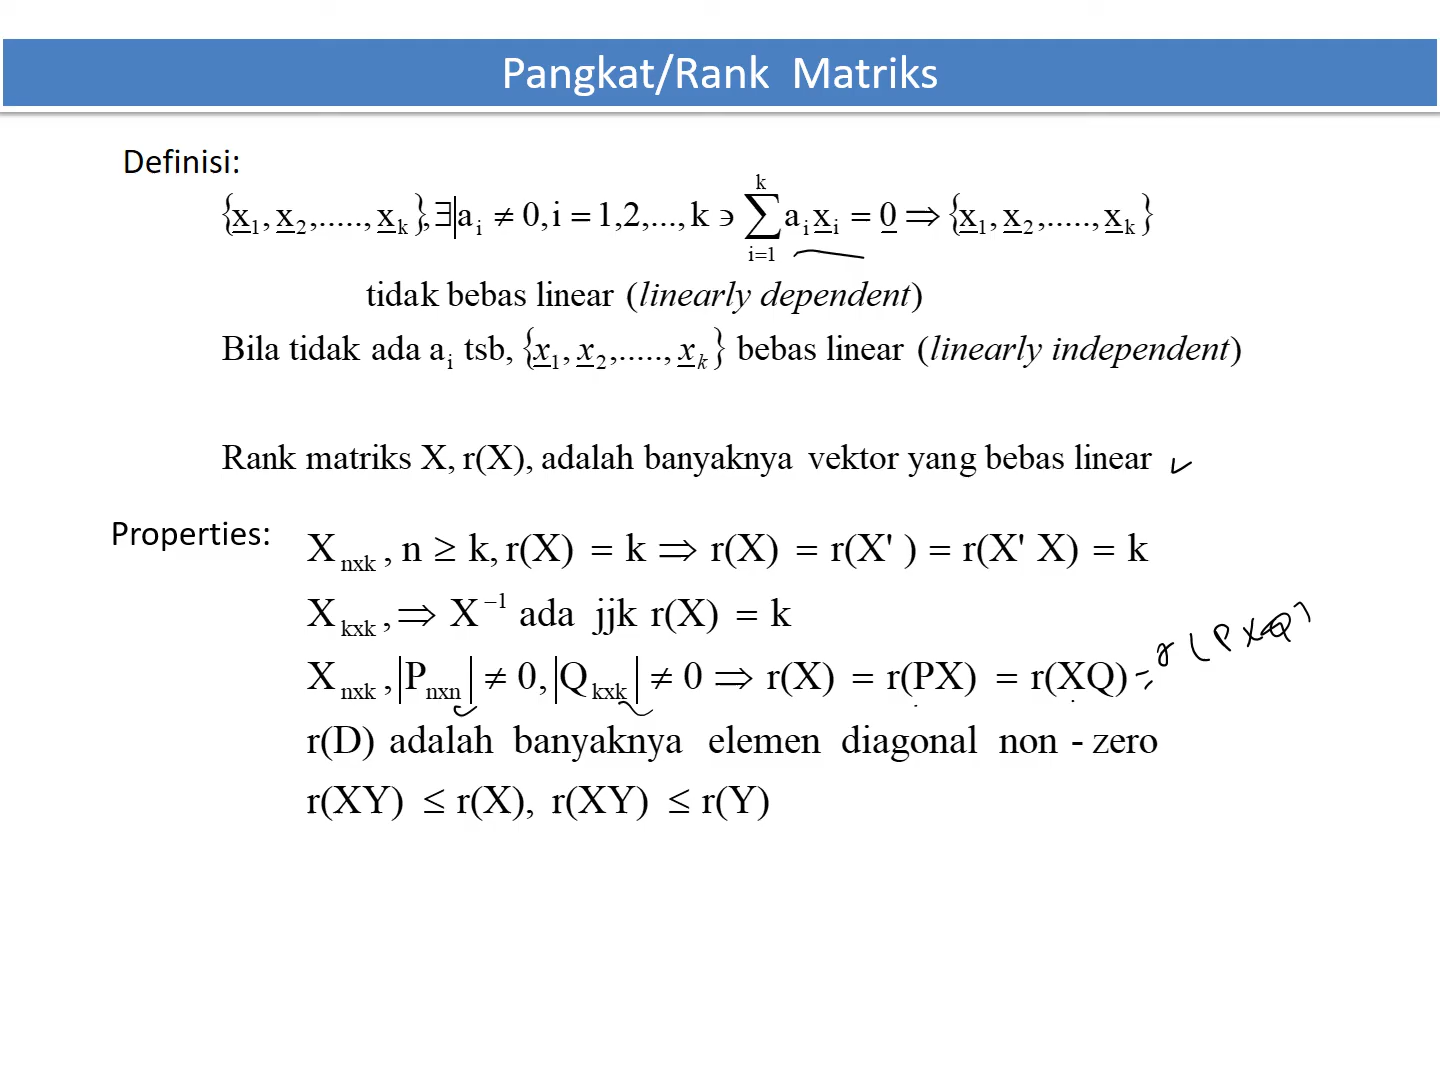 Pangkat/Rank Matriks
Definisi:
{x₁, x₂,....., xₖ}, ∃ aᵢ ≠ 0, i = 1,2,..., k ∋ ∑ᵢ₌₁ᵏ aᵢxᵢ = 0 ⇒ {x₁, x₂,....., xₖ}
tidak bebas linear (linearly dependent)
Bila tidak ada aᵢ tsb, {x₁, x₂,....., xₖ} bebas linear (linearly independent)
Rank matriks X, r(X), adalah banyaknya vektor yang bebas linear ✓
Properties:
Xₙₓₖ, n ≥ k, r(X) = k ⇒ r(X) = r(X') = r(X'X) = k
Xₖₓₖ, ⇒ X⁻¹ ada jjk r(X) = k
Xₙₓₖ, |Pₙₓₙ| ≠ 0, |Qₖₓₖ| ≠ 0 ⇒ r(X) = r(PX) = r(XQ) = r(PXQ)
r(D) adalah banyaknya elemen diagonal non - zero
r(XY) ≤ r(X), r(XY) ≤ r(Y)